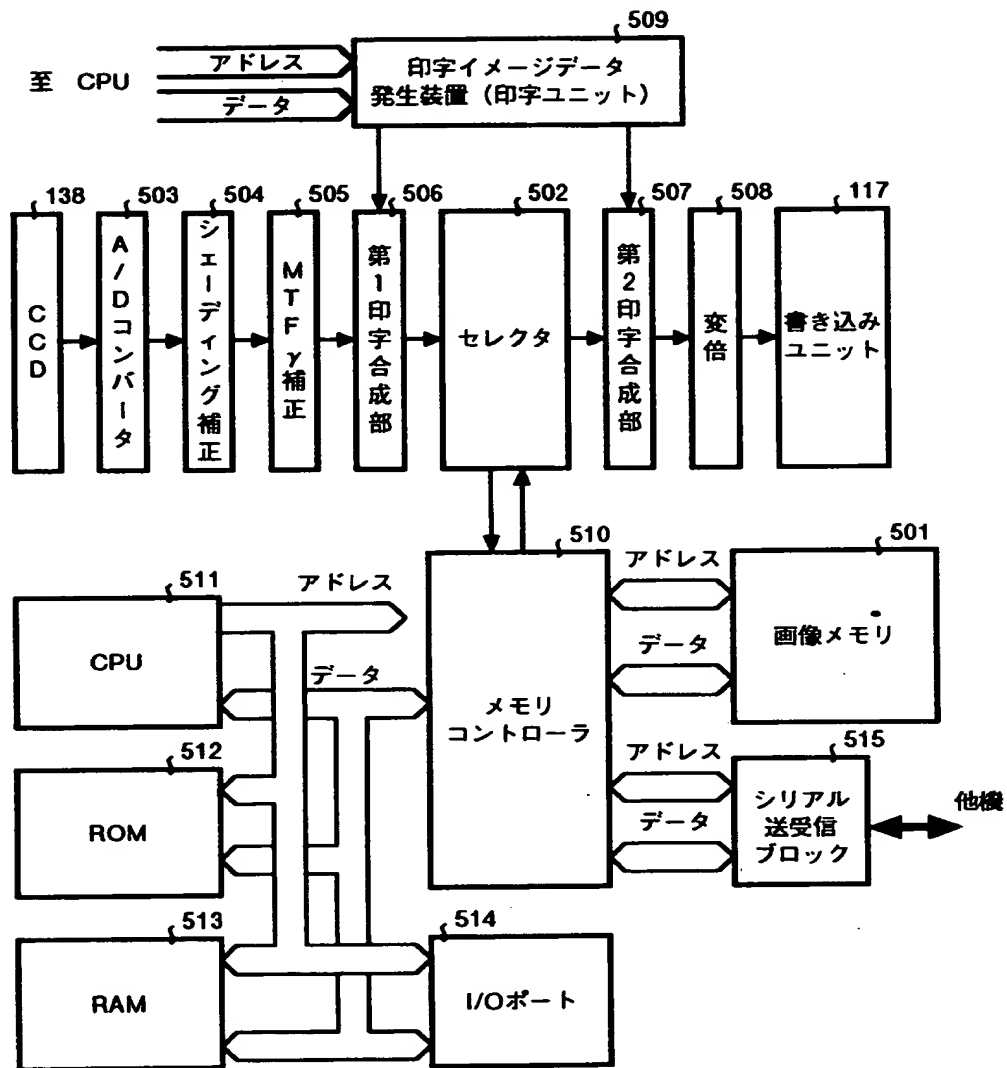 509
至 CPU
アドレス
データ
印字イメージデータ
発生装置（印字ユニット）
138
503
504
505
506
502
507
508
117
CCD
A/Dコンバータ
シェーディング補正
MTFγ補正
第1印字合成部
セレクタ
第2印字合成部
変倍
書き込み
ユニット
510
501
アドレス
データ
画像メモリ
511
CPU
アドレス
データ
メモリ
コントローラ
512
ROM
515
アドレス
データ
シリアル
送受信
ブロック
他機
513
RAM
514
I/Oポート